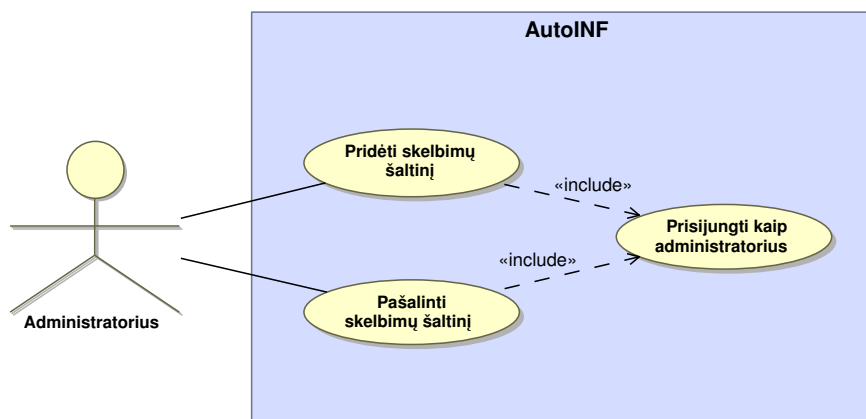 AutoINF
Pridėti skelbimų
šaltinį
«include»
Prisijungti kaip
administratorius
«include»
Pašalinti
skelbimų šaltinį
Administratorius